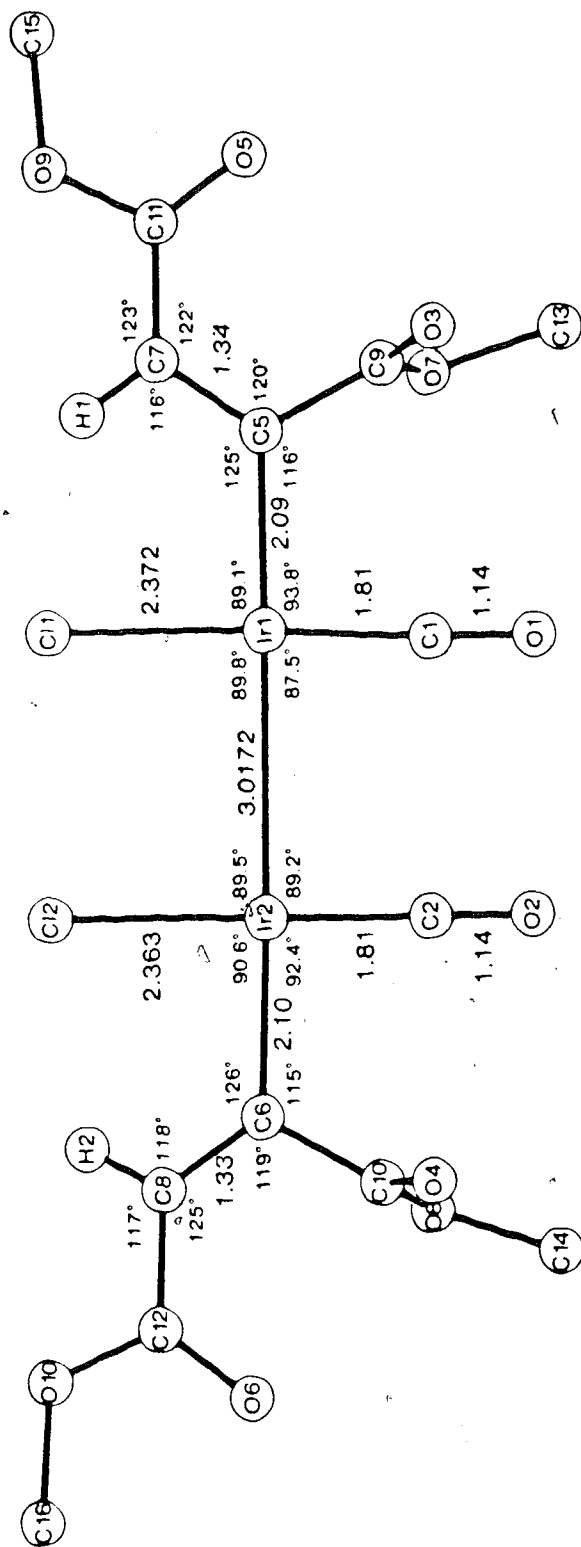 C16
O10
Cl2
Cl1
O9
C15
H2
H1
2.363
2.372
C12
117°
C8
118°
116°
C7
123°
C11
125°
122°
O6
1.33
1.34
O5
126°
90.6°
89.5°
89.8°
89.1°
125°
120°
C6
Ir2
3.0172
Ir1
C5
119°
115°
2.10
92.4°
89.2°
87.5°
93.8°
2.09
116°
C10
1.81
1.81
C9
O8
O4
C2
C1
O7
O3
1.14
1.14
C14
O2
O1
C13